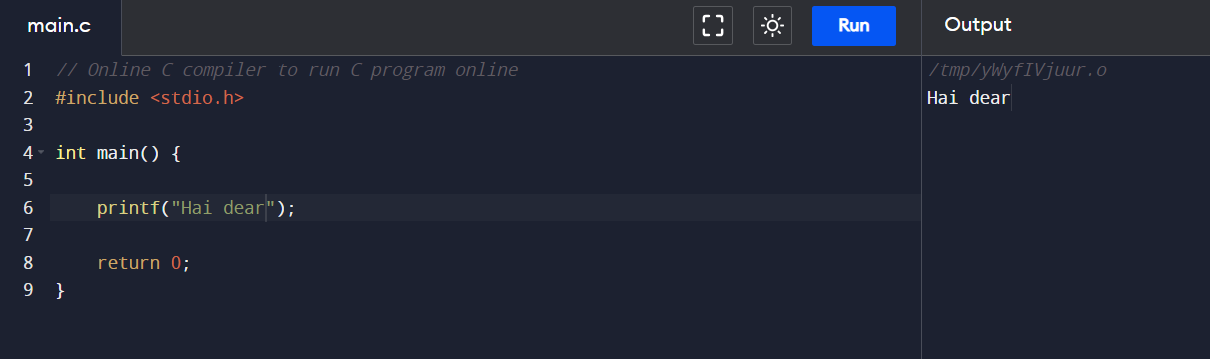 main.c
Run
Output
1 // Online C compiler to run C program online
2 #include <stdio.h>
3
4 int main() {
5
6     printf("Hai dear");
7
8     return 0;
9 }
/tmp/yWyfIVjuur.o
Hai dear